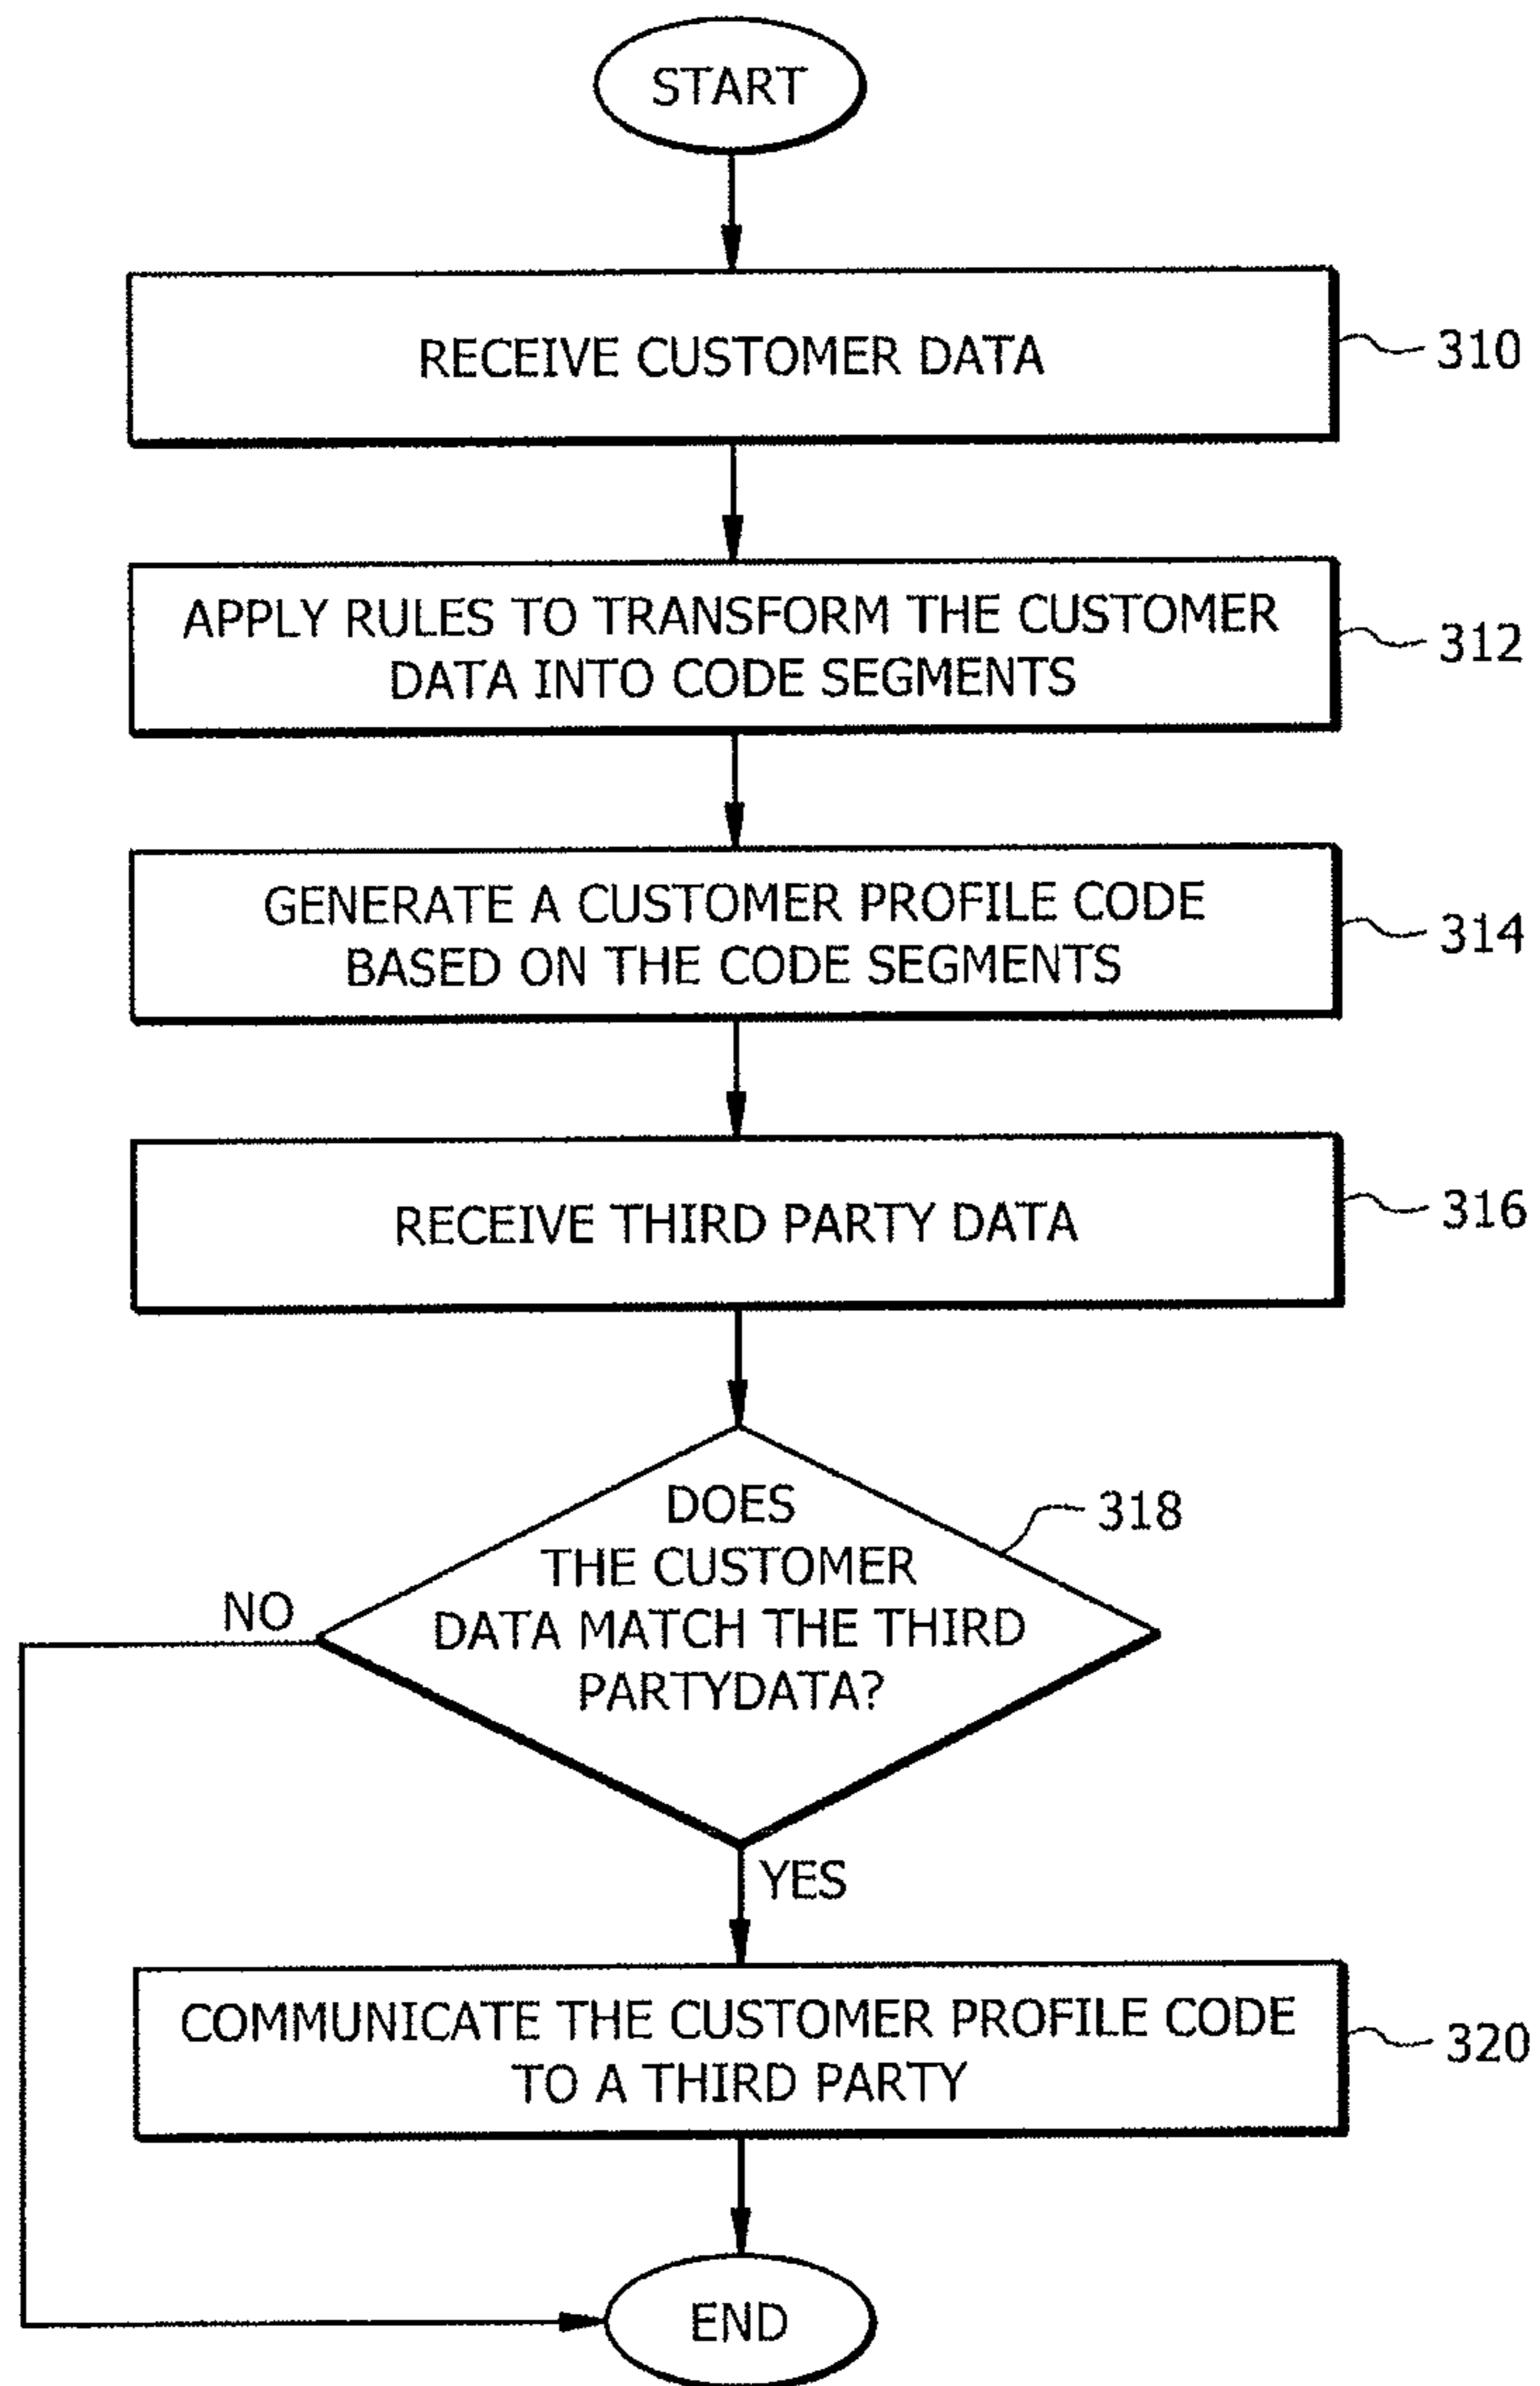 START
RECEIVE CUSTOMER DATA
310
APPLY RULES TO TRANSFORM THE CUSTOMER
DATA INTO CODE SEGMENTS
312
GENERATE A CUSTOMER PROFILE CODE
BASED ON THE CODE SEGMENTS
314
RECEIVE THIRD PARTY DATA
316
DOES
THE CUSTOMER
DATA MATCH THE THIRD
PARTYDATA?
318
NO
YES
COMMUNICATE THE CUSTOMER PROFILE CODE
TO A THIRD PARTY
320
END